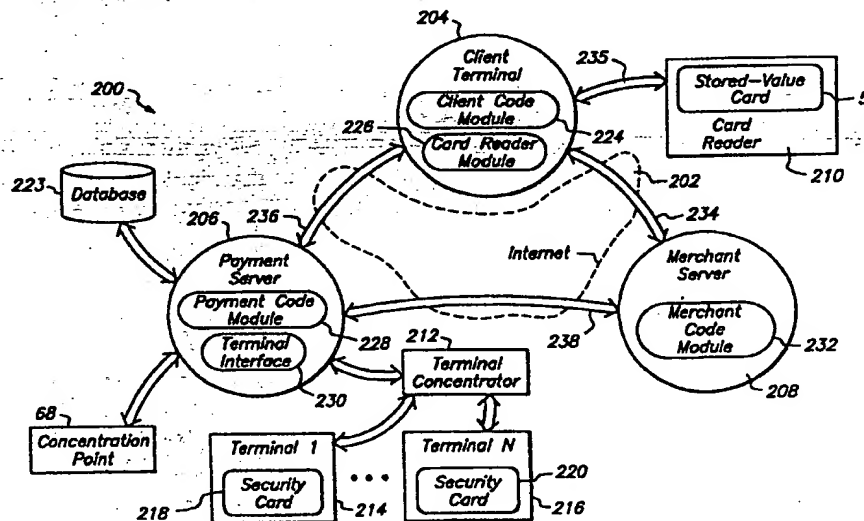 204
Client
Terminal
235
Stored-Value
Card
5
Card
Reader
210
200
Client Code
Module
226
224
Card Reader
Module
202
223
Database
236
234
206
Internet
Payment
Server
Merchant
Server
Payment Code
Module
228
212
238
Merchant
Code
Module
232
Terminal
Interface
230
Terminal
Concentrator
208
68
Concentration
Point
Terminal 1
Terminal N
218
Security
Card
214
220
Security
Card
216